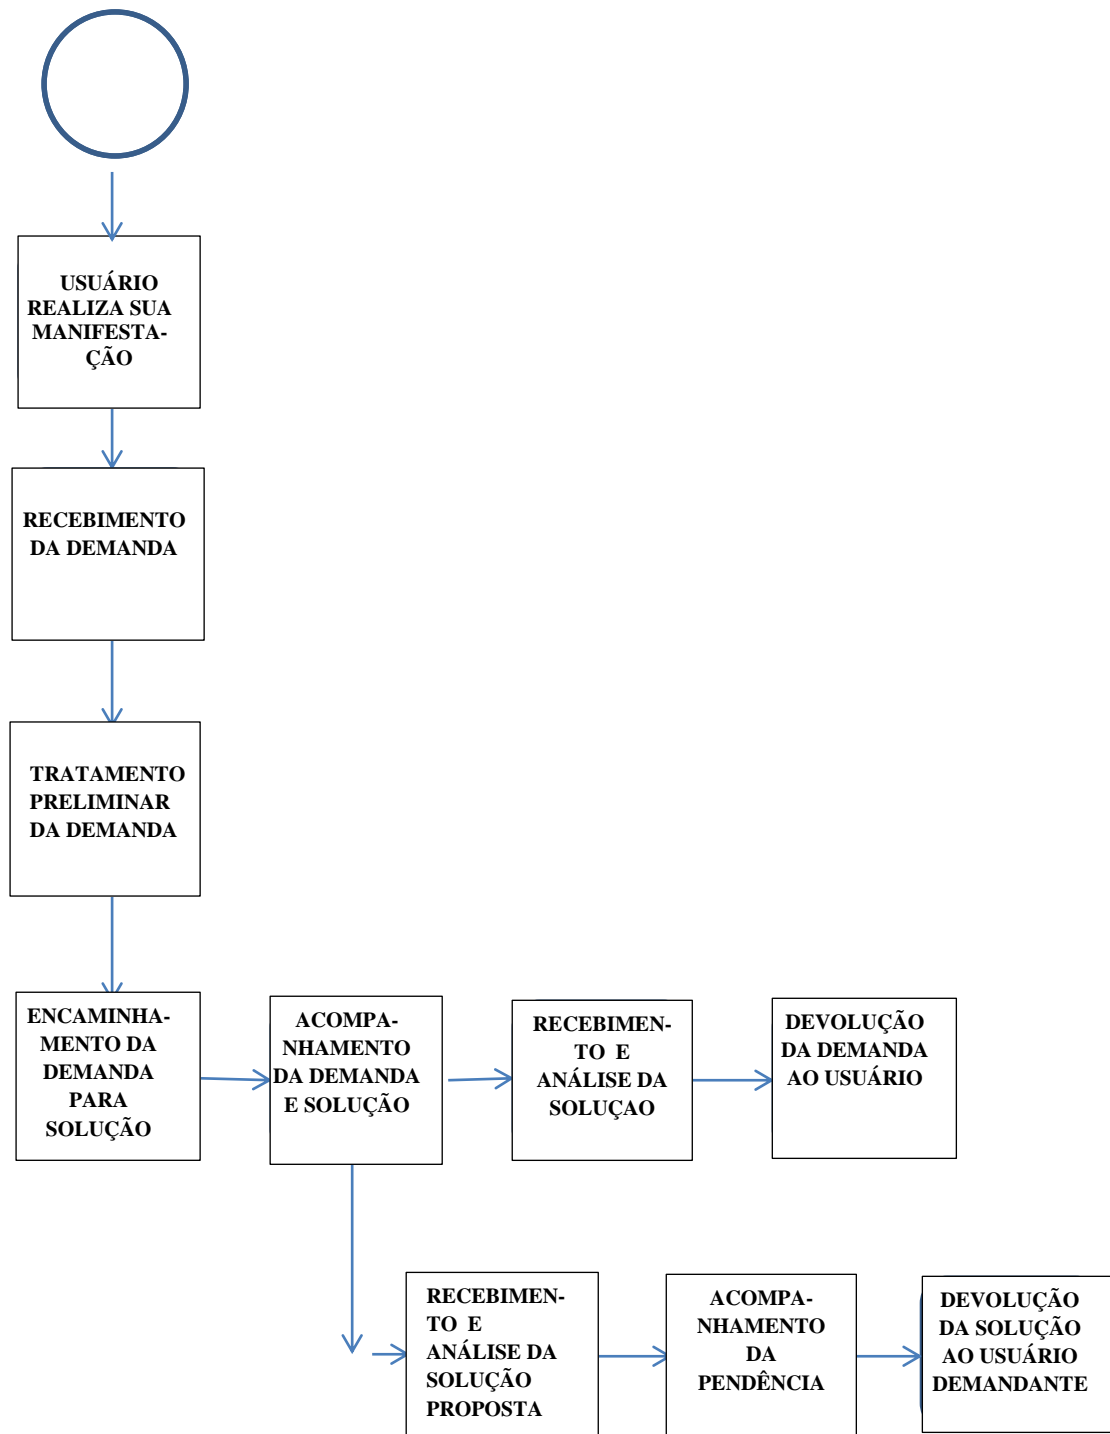 USUÁRIO
REALIZA SUA
MANIFESTA-
ÇÃO
RECEBIMENTO
DA DEMANDA
TRATAMENTO
PRELIMINAR
DA DEMANDA
ENCAMINHA-
MENTO DA
DEMANDA
PARA
SOLUÇÃO
ACOMPA-
NHAMENTO
DA DEMANDA
E SOLUÇÃO
RECEBIMEN-
TO E
ANÁLISE DA
SOLUÇAO
DEVOLUÇÃO
DA DEMANDA
AO USUÁRIO
RECEBIMEN-
TO E
ANÁLISE DA
SOLUÇÃO
PROPOSTA
ACOMPA-
NHAMENTO
DA
PENDÊNCIA
DEVOLUÇÃO
DA SOLUÇÃO
AO USUÁRIO
DEMANDANTE